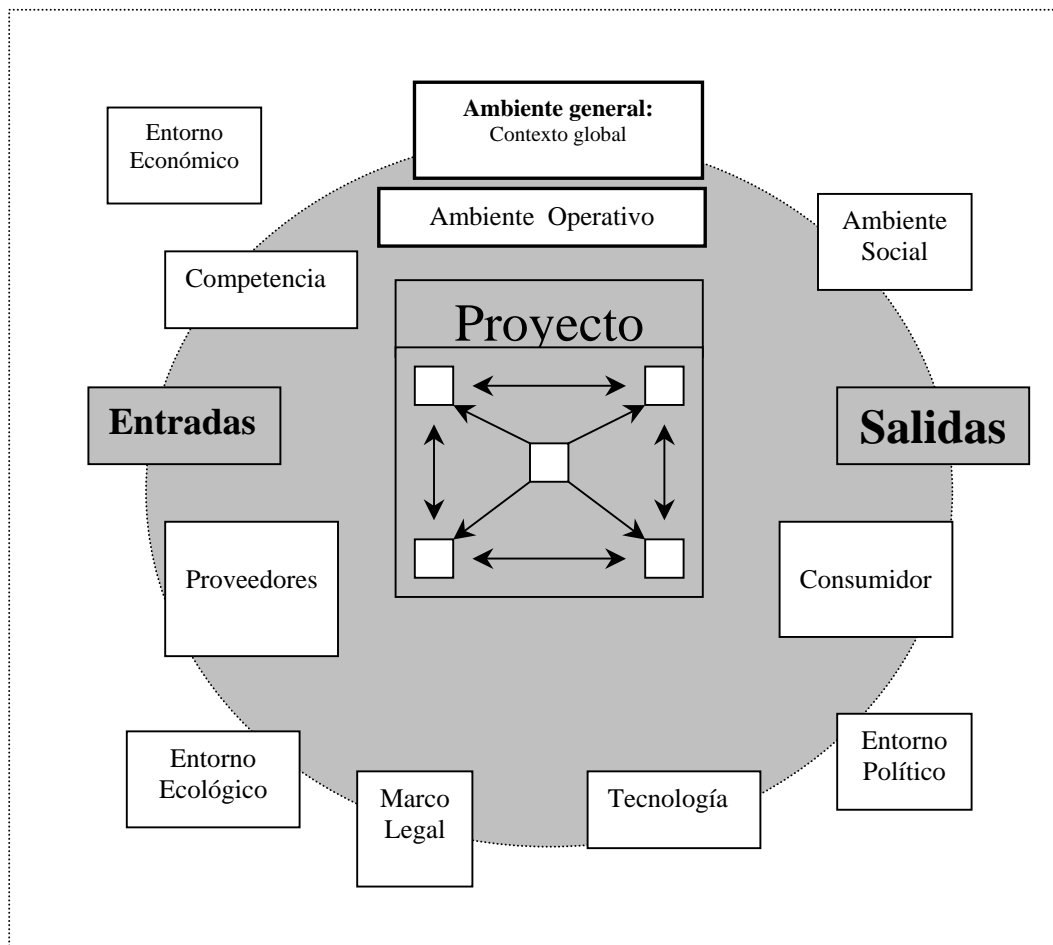 Ambiente general:
Contexto global
Entorno
Económico
Ambiente Operativo
Ambiente
Social
Competencia
Proyecto
Entradas
Salidas
Proveedores
Consumidor
Entorno
Ecológico
Marco
Legal
Tecnología
Entorno
Político